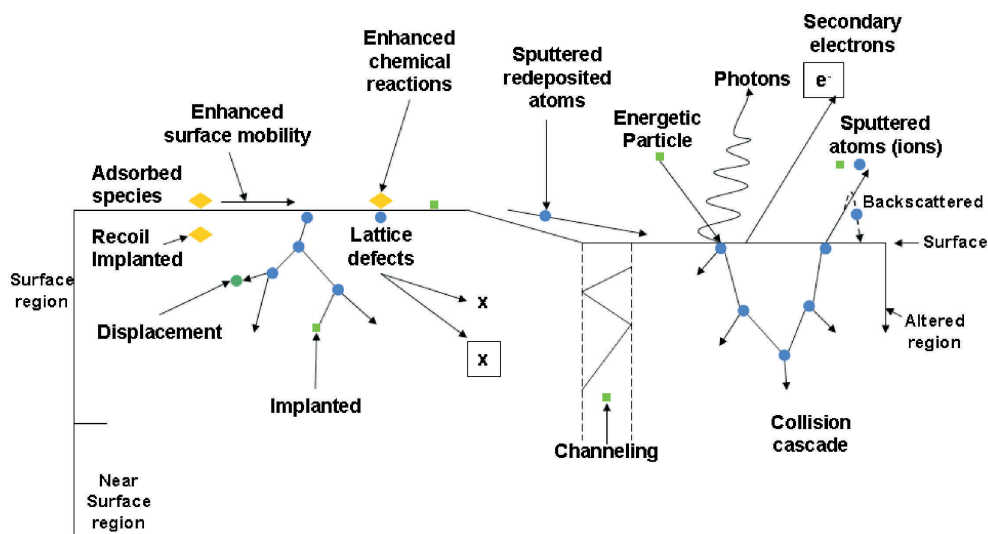 Enhanced
chemical
reactions
Sputtered
redeposited
atoms
Secondary
electrons
Photons
e-
Enhanced
surface mobility
Energetic
Particle
Sputtered
atoms (ions)
Adsorbed
species
Backscattered
Recoil
Implanted
Lattice
defects
Surface
Surface
region
x
Displacement
Altered
region
x
Implanted
Collision
cascade
Channeling
Near
Surface
region